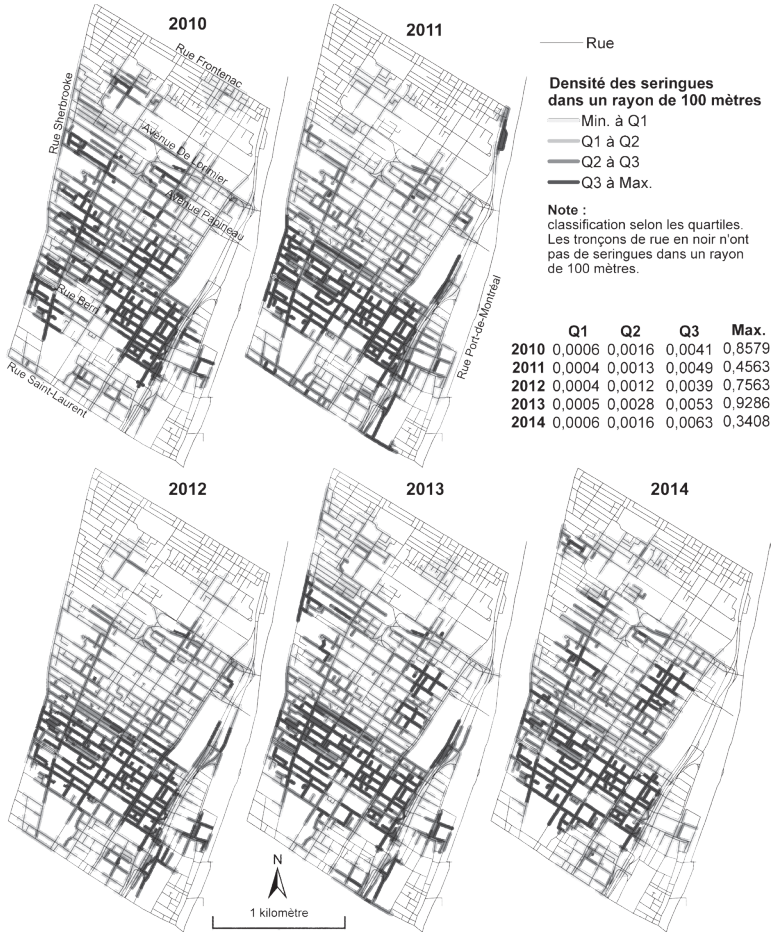 2010
2011
Rue Frontenac
Rue Sherbrooke
Avenue De Lorimier
Avenue Papineau
Rue Berri
Rue Saint-Laurent
Rue Port-de-Montréal
Rue
Densité des seringues
dans un rayon de 100 mètres
Min. à Q1
Q1 à Q2
Q2 à Q3
Q3 à Max.
Note :
classification selon les quartiles.
Les tronçons de rue en noir n'ont
pas de seringues dans un rayon
de 100 mètres.
Q1 Q2 Q3 Max.
2010 0,0006 0,0016 0,0041 0,8579
2011 0,0004 0,0013 0,0049 0,4563
2012 0,0004 0,0012 0,0039 0,7563
2013 0,0005 0,0028 0,0053 0,9286
2014 0,0006 0,0016 0,0063 0,3408
2012
2013
2014
N
1 kilomètre